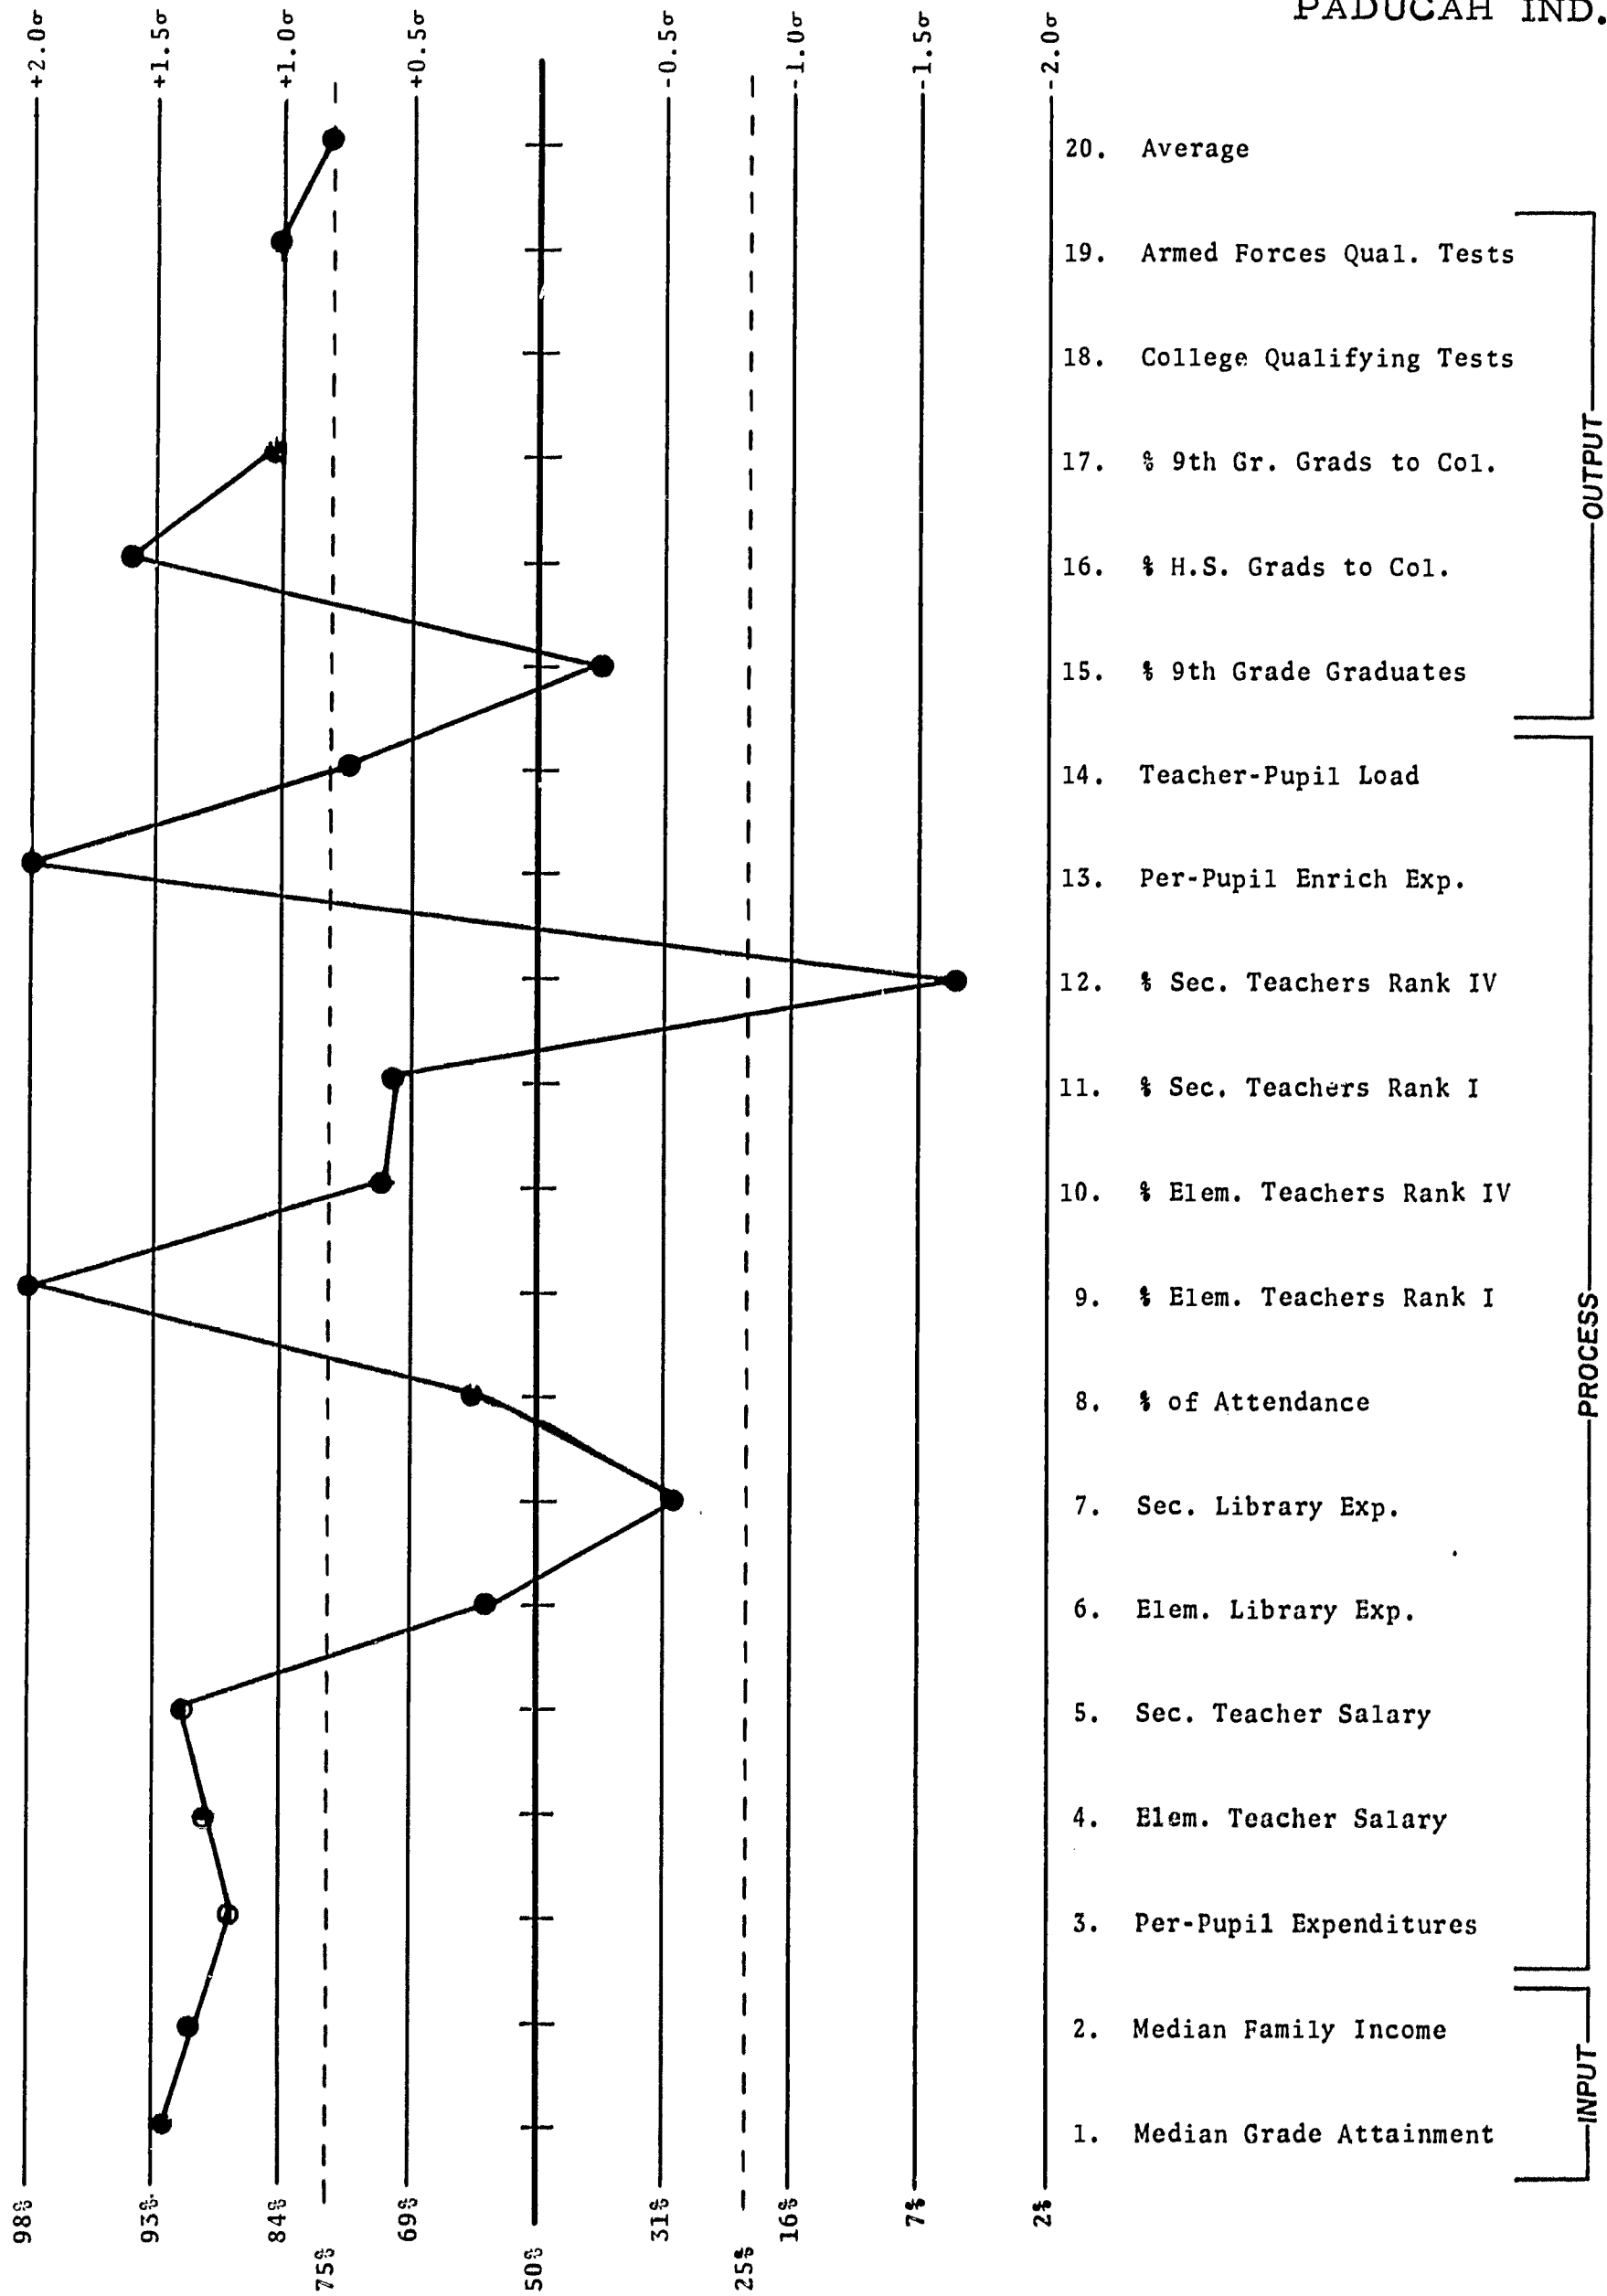 PADUCAH IND.
+2.0σ
+1.5σ
+1.0σ
+0.5σ
-0.5σ
-1.0σ
-1.5σ
-2.0σ
20. Average
19. Armed Forces Qual. Tests
18. College Qualifying Tests
17. % 9th Gr. Grads to Col.
16. % H.S. Grads to Col.
15. % 9th Grade Graduates
OUTPUT
14. Teacher-Pupil Load
13. Per-Pupil Enrich Exp.
12. % Sec. Teachers Rank IV
11. % Sec. Teachers Rank I
10. % Elem. Teachers Rank IV
9. % Elem. Teachers Rank I
8. % of Attendance
7. Sec. Library Exp.
6. Elem. Library Exp.
5. Sec. Teacher Salary
4. Elem. Teacher Salary
3. Per-Pupil Expenditures
PROCESS
2. Median Family Income
1. Median Grade Attainment
INPUT
98%
93%
84%
75%
69%
50%
31%
25%
16%
7%
2%